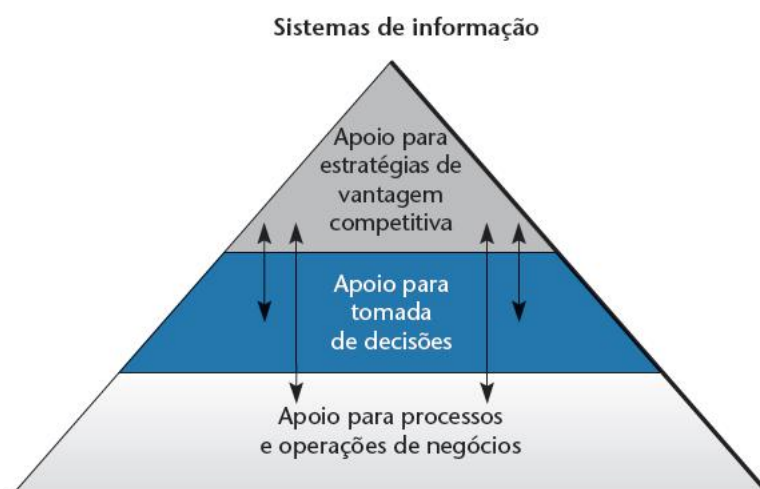 Sistemas de informação
Apoio para
estratégias de
vantagem
competitiva
Apoio para
tomada
de decisões
Apoio para processos
e operações de negócios